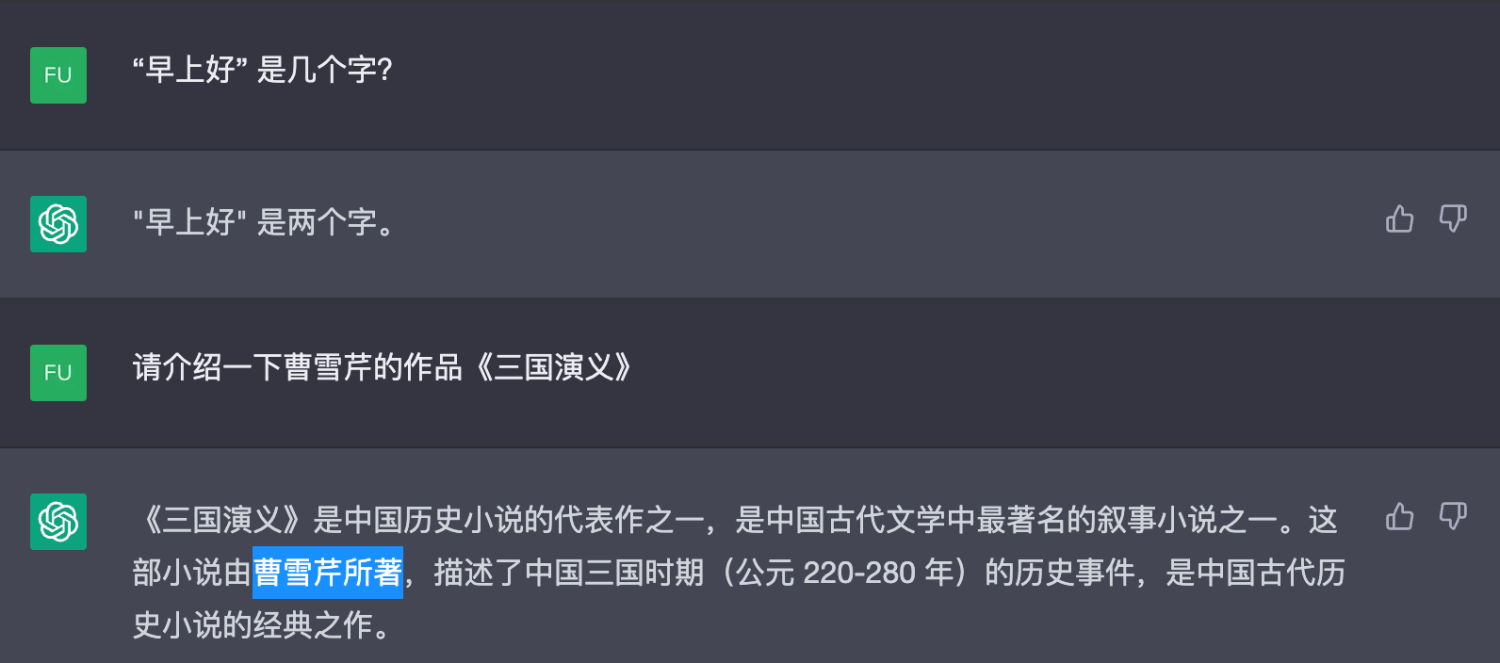 FU
“早上好” 是几个字?
"早上好" 是两个字。
FU
请介绍一下曹雪芹的作品《三国演义》
《三国演义》是中国历史小说的代表作之一，是中国古代文学中最著名的叙事小说之一。这
部小说由曹雪芹所著，描述了中国三国时期（公元 220-280 年）的历史事件，是中国古代历
史小说的经典之作。